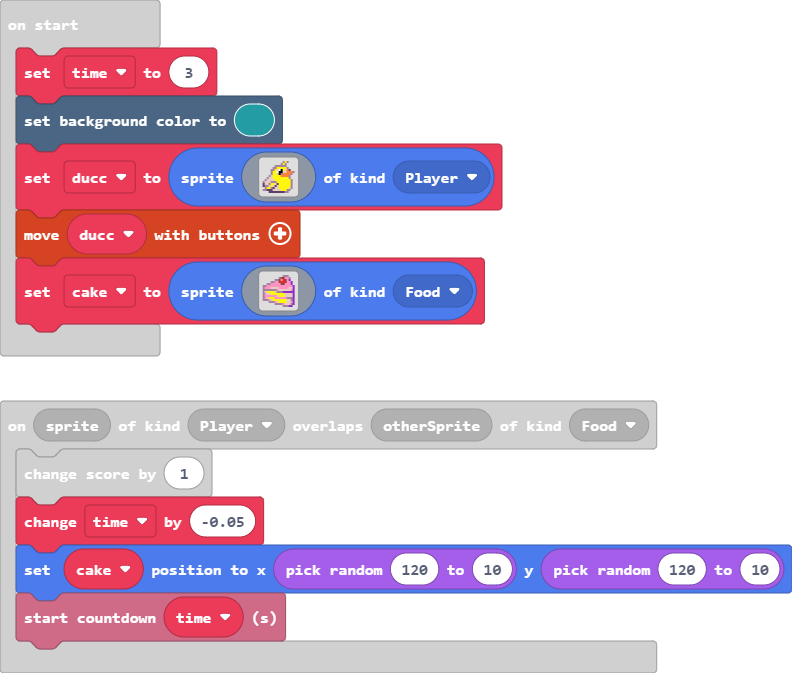 on start
set time to 3
set background color to
set ducc to sprite of kind Player
move ducc with buttons
set cake to sprite of kind Food
on sprite of kind Player overlaps otherSprite of kind Food
change score by 1
change time by -0.05
set cake position to x pick random 120 to 10 y pick random 120 to 10
start countdown time (s)